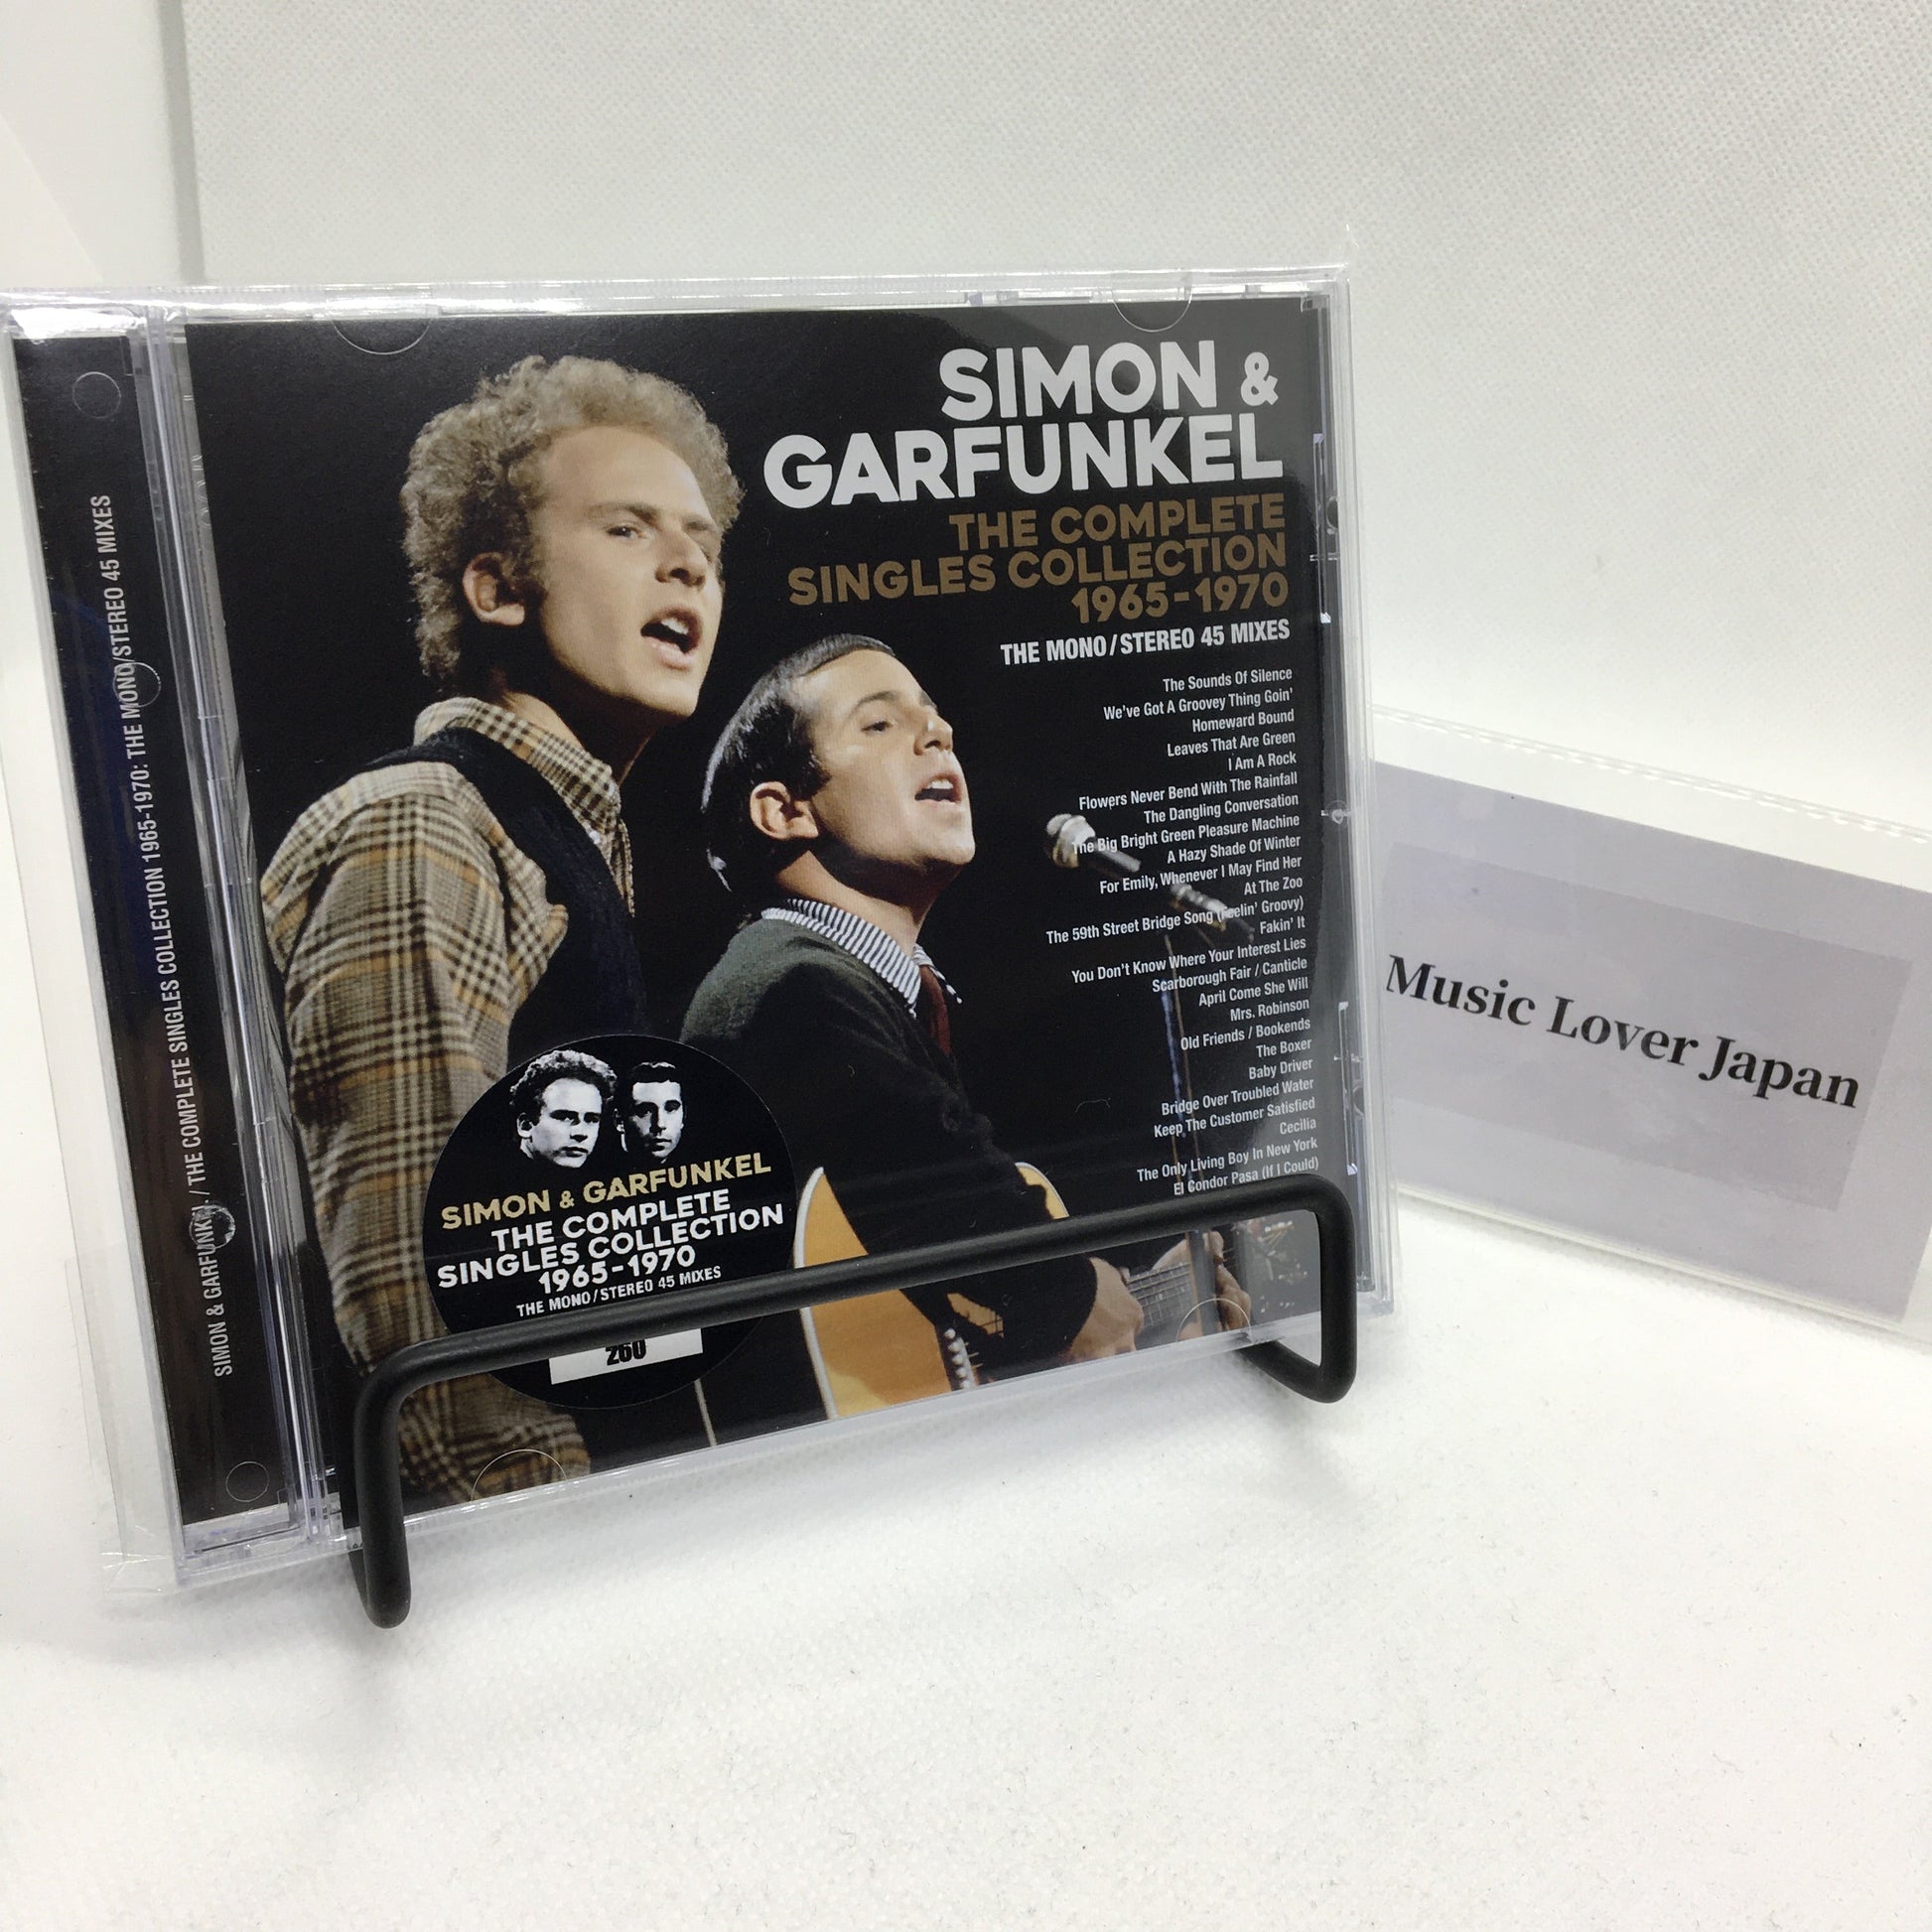 SIMON &
GARFUNKEL
THE COMPLETE
SINGLES COLLECTION
1965-1970
THE MONO/STEREO 45 MIXES
The Sounds Of Silence
We've Got A Groovey Thing Goin'
Homeward Bound
Leaves That Are Green
I Am A Rock
Flowers Never Bend With The Rainfall
The Dangling Conversation
The Big Bright Green Pleasure Machine
A Hazy Shade Of Winter
For Emily, Whenever I May Find Her
At The Zoo
The 59th Street Bridge Song (Feelin' Groovy)
Fakin' It
You Don't Know Where Your Interest Lies
Scarborough Fair / Canticle
April Come She Will
Mrs. Robinson
Old Friends / Bookends
The Boxer
Baby Driver
Bridge Over Troubled Water
Keep The Customer Satisfied
Cecilia
The Only Living Boy In New York
El Condor Pasa (If I Could)
SIMON & GARFUNKEL
THE COMPLETE
SINGLES COLLECTION
1965-1970
THE MONO/STEREO 45 MIXES
260
SIMON & GARFUNKEL / THE COMPLETE SINGLES COLLECTION 1965-1970: THE MONO/STEREO 45 MIXES
Music Lover Japan